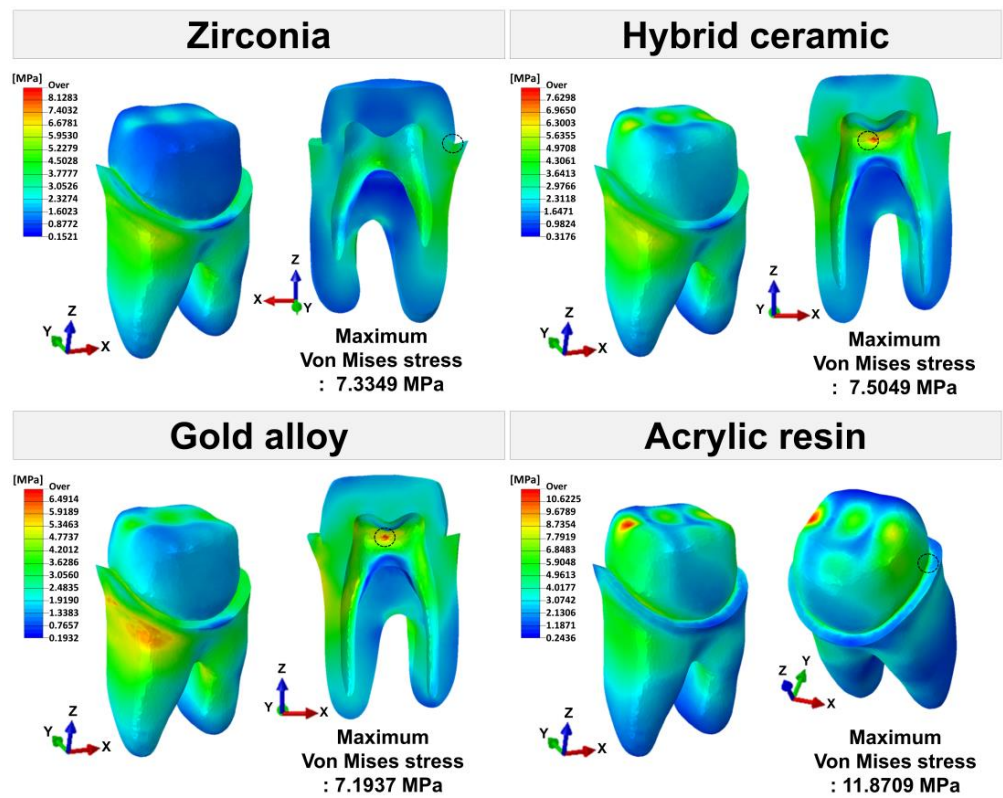 Zirconia
[MPa] Over
8.1283
7.4032
6.6781
5.9530
5.2279
4.5028
3.7777
3.0526
2.3274
1.6023
0.8772
0.1521
Z
Y
X
Z
X
Y
Maximum
Von Mises stress
: 7.3349 MPa
Hybrid ceramic
[MPa] Over
7.6298
6.9650
6.3003
5.6355
4.9708
4.3061
3.6413
2.9766
2.3118
1.6471
0.9824
0.3176
Z
Y
X
Z
Y
X
Maximum
Von Mises stress
: 7.5049 MPa
Gold alloy
[MPa] Over
6.4914
5.9189
5.3463
4.7738
4.2012
3.6286
3.0560
2.4835
1.9190
1.3383
0.7657
0.1932
Z
Y
X
Z
Y
X
Maximum
Von Mises stress
: 7.1937 MPa
Acrylic resin
[MPa] Over
10.6225
9.6789
8.7354
7.7919
6.8483
5.9048
4.9613
4.0177
3.0742
2.1306
1.1871
0.2436
Z
Y
X
Y
Z
X
Maximum
Von Mises stress
: 11.8709 MPa